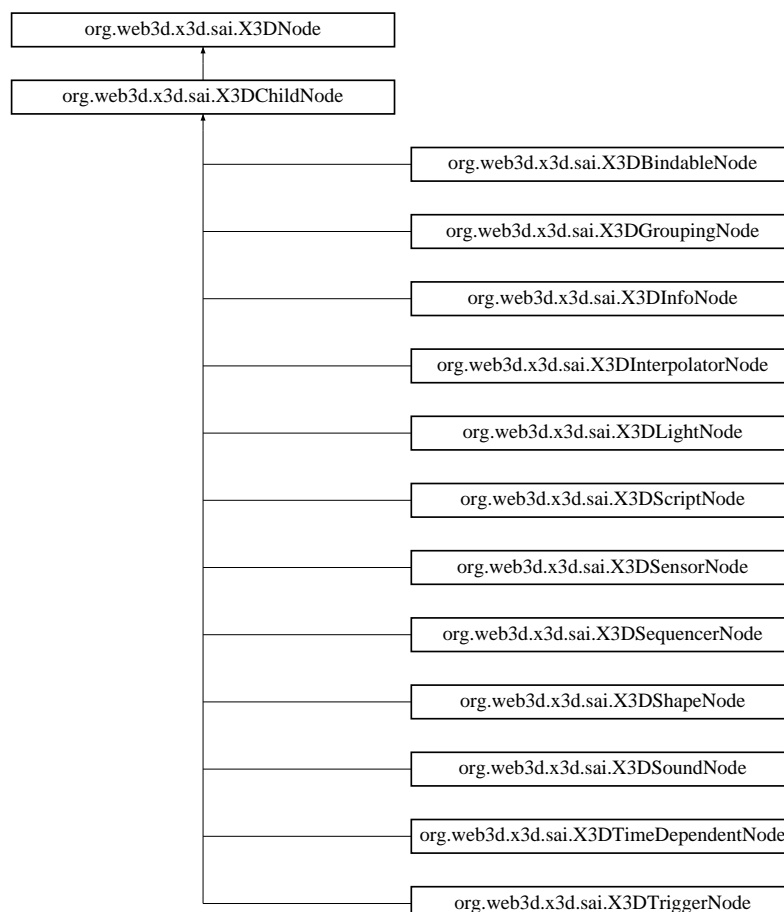 org.web3d.x3d.sai.X3DNode
org.web3d.x3d.sai.X3DChildNode
org.web3d.x3d.sai.X3DBindableNode
org.web3d.x3d.sai.X3DGroupingNode
org.web3d.x3d.sai.X3DInfoNode
org.web3d.x3d.sai.X3DInterpolatorNode
org.web3d.x3d.sai.X3DLightNode
org.web3d.x3d.sai.X3DScriptNode
org.web3d.x3d.sai.X3DSensorNode
org.web3d.x3d.sai.X3DSequencerNode
org.web3d.x3d.sai.X3DShapeNode
org.web3d.x3d.sai.X3DSoundNode
org.web3d.x3d.sai.X3DTimeDependentNode
org.web3d.x3d.sai.X3DTriggerNode